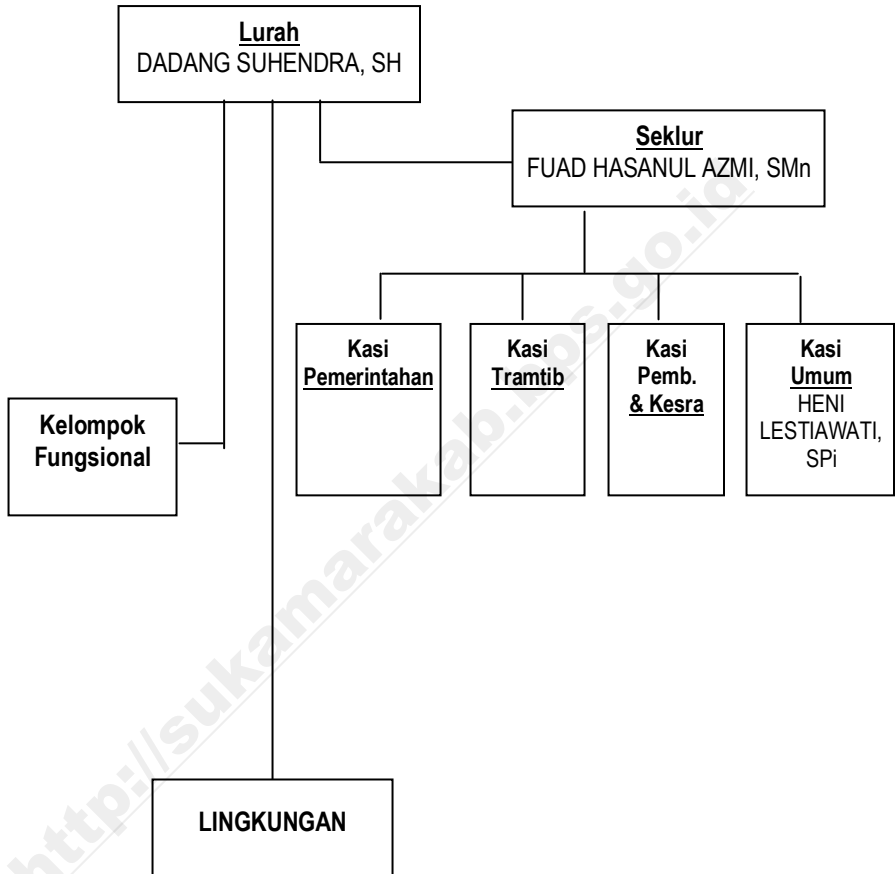 Lurah
DADANG SUHENDRA, SH
Seklur
FUAD HASANUL AZMI, SMn
Kasi
Pemerintahan
Kasi
Tramtib
Kasi
Pemb.
& Kesra
Kasi
Umum
HENI
LESTIAWATI,
SPi
Kelompok
Fungsional
LINGKUNGAN
http://sukamarakab.bps.go.id